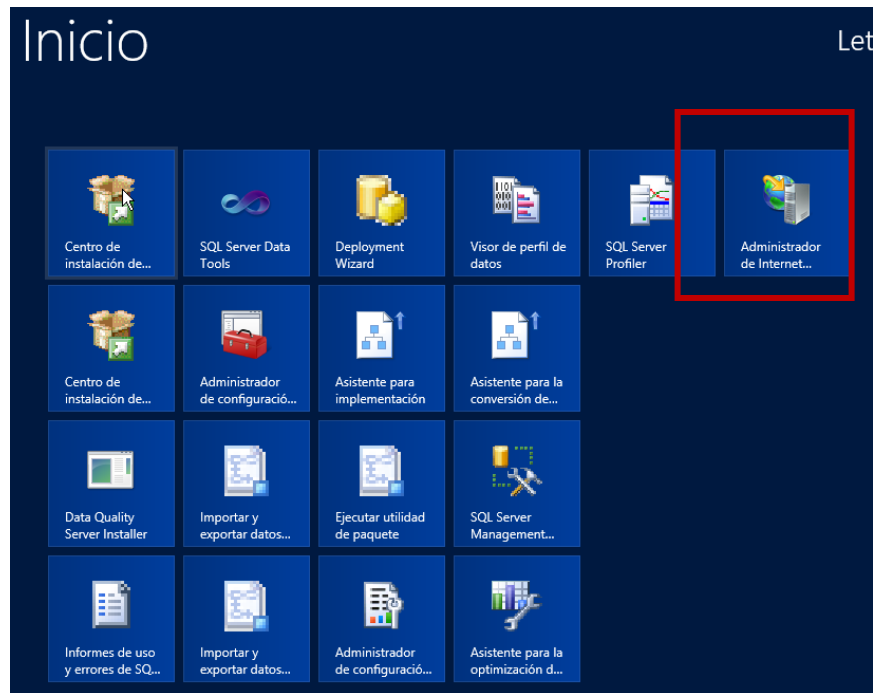 Inicio
Let
Centro de
instalación de...
SQL Server Data
Tools
Deployment
Wizard
Visor de perfil de
datos
SQL Server
Profiler
Administrador
de Internet...
Centro de
instalación de...
Administrador
de configuració...
Asistente para
implementación
Asistente para la
conversión de...
Data Quality
Server Installer
Importar y
exportar datos...
Ejecutar utilidad
de paquete
SQL Server
Management...
Informes de uso
y errores de SQ...
Importar y
exportar datos...
Administrador
de configuració...
Asistente para la
optimización d...